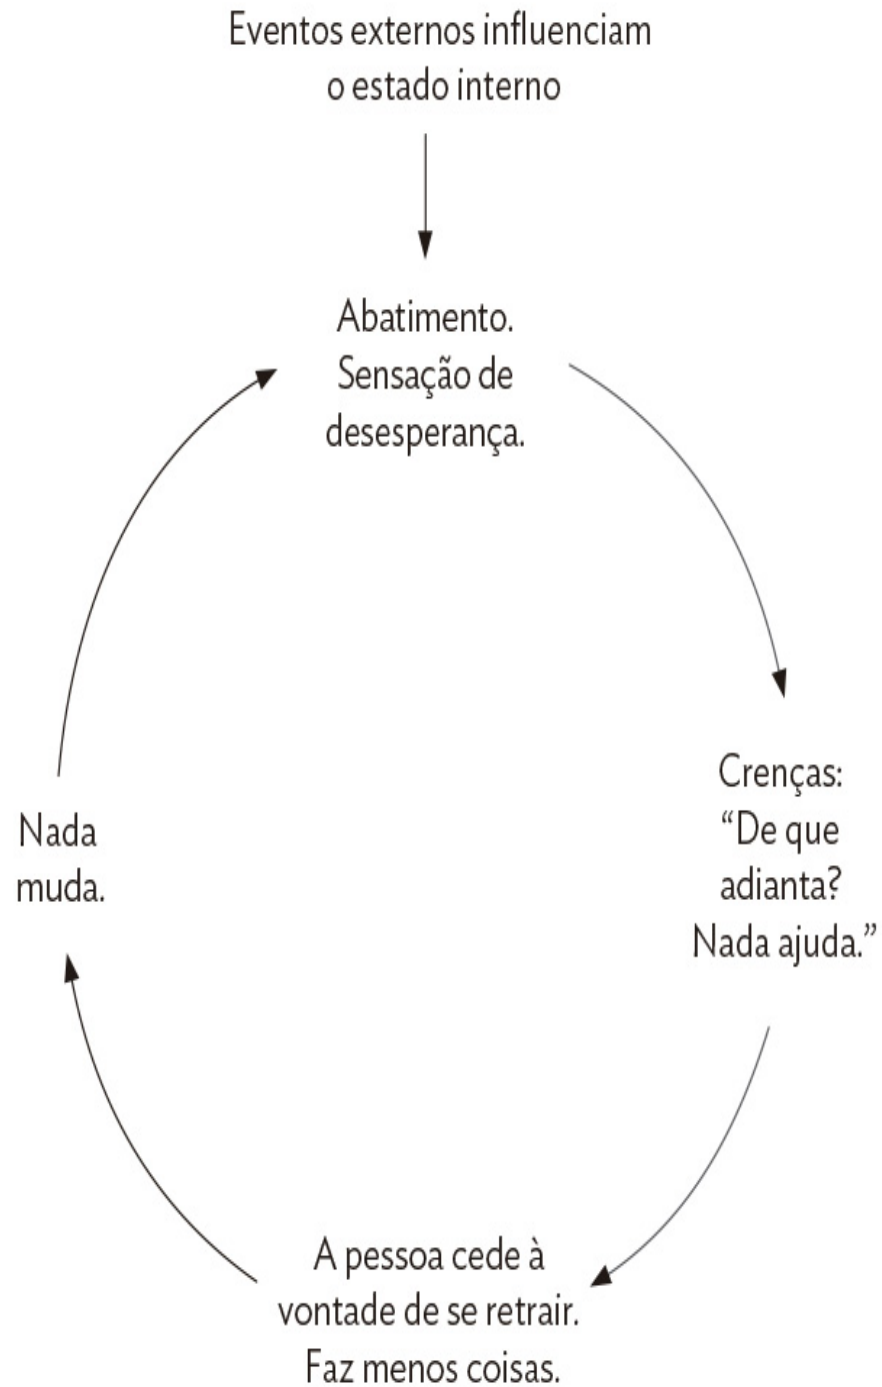 Eventos externos influenciam
o estado interno
Abatimento.
Sensação de
desesperança.
Crenças:
“De que
adianta?
Nada ajuda.”
A pessoa cede à
vontade de se retrair.
Faz menos coisas.
Nada
muda.